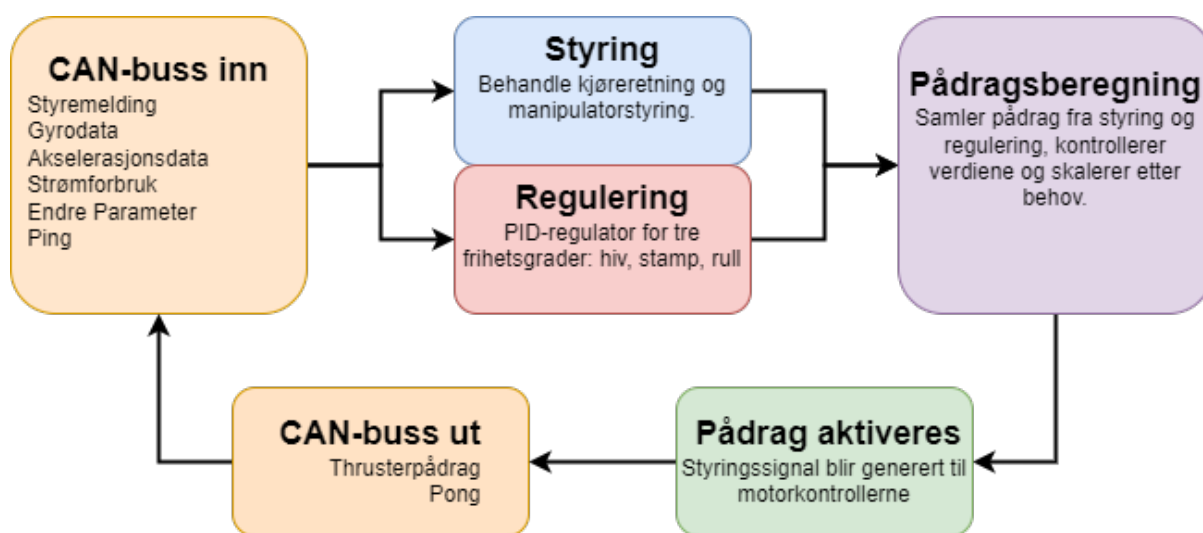 CAN-buss inn
Styremelding
Gyrodata
Akselerasjonsdata
Strømforbruk
Endre Parameter
Ping
Styring
Behandle kjøreretning og
manipulatorstyring.
Regulering
PID-regulator for tre
frihetsgrader: hiv, stamp, rull
Pådragsberegning
Samler pådrag fra styring og
regulering, kontrollerer
verdiene og skalerer etter
behov.
Pådrag aktiveres
Styringssignal blir generert til
motorkontrollerne
CAN-buss ut
Thrusterpådrag
Pong